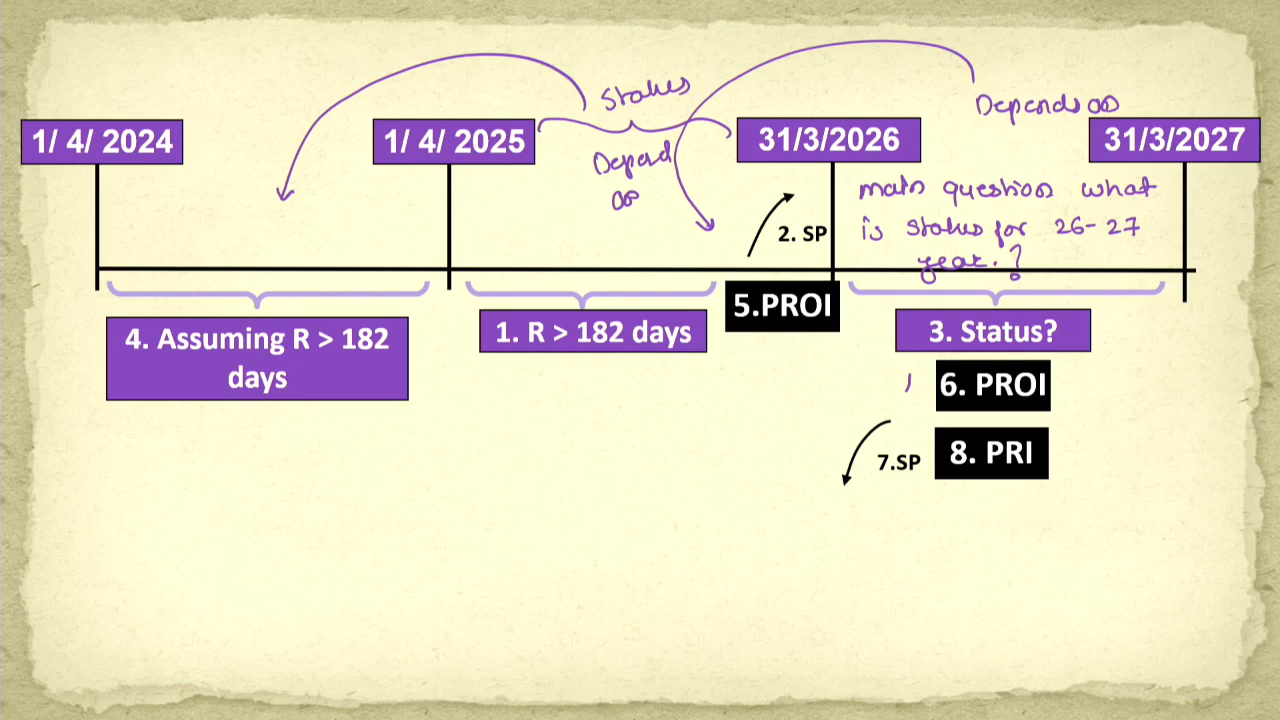 Status
Depends on
1/ 4/ 2024
1/ 4/ 2025
31/3/2026
31/3/2027
Depend
on
main question what
is status for 26-27
year.?
2. SP
5.PROI
4. Assuming R > 182
days
1. R > 182 days
3. Status?
6. PROI
7.SP
8. PRI